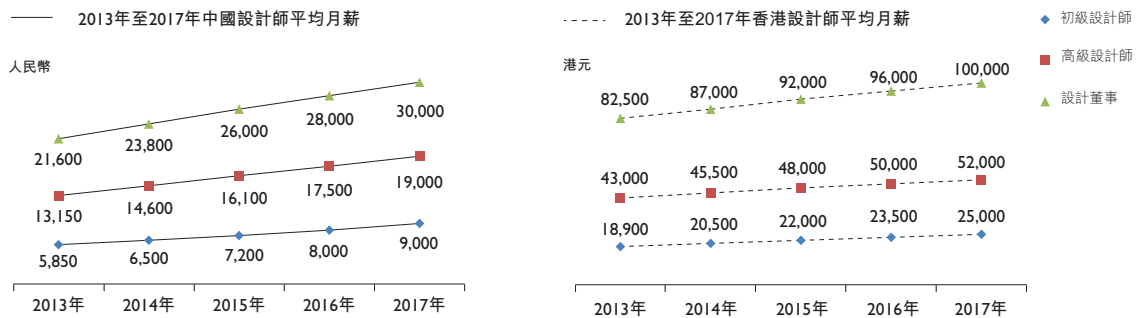 2013年至2017年中國設計師平均月薪
人民幣
21,600 23,800 26,000 28,000 30,000
13,150 14,600 16,100 17,500 19,000
5,850 6,500 7,200 8,000 9,000
2013年 2014年 2015年 2016年 2017年
2013年至2017年香港設計師平均月薪
港元
82,500 87,000 92,000 96,000 100,000
43,000 45,500 48,000 50,000 52,000
18,900 20,500 22,000 23,500 25,000
2013年 2014年 2015年 2016年 2017年
初級設計師
高級設計師
設計董事